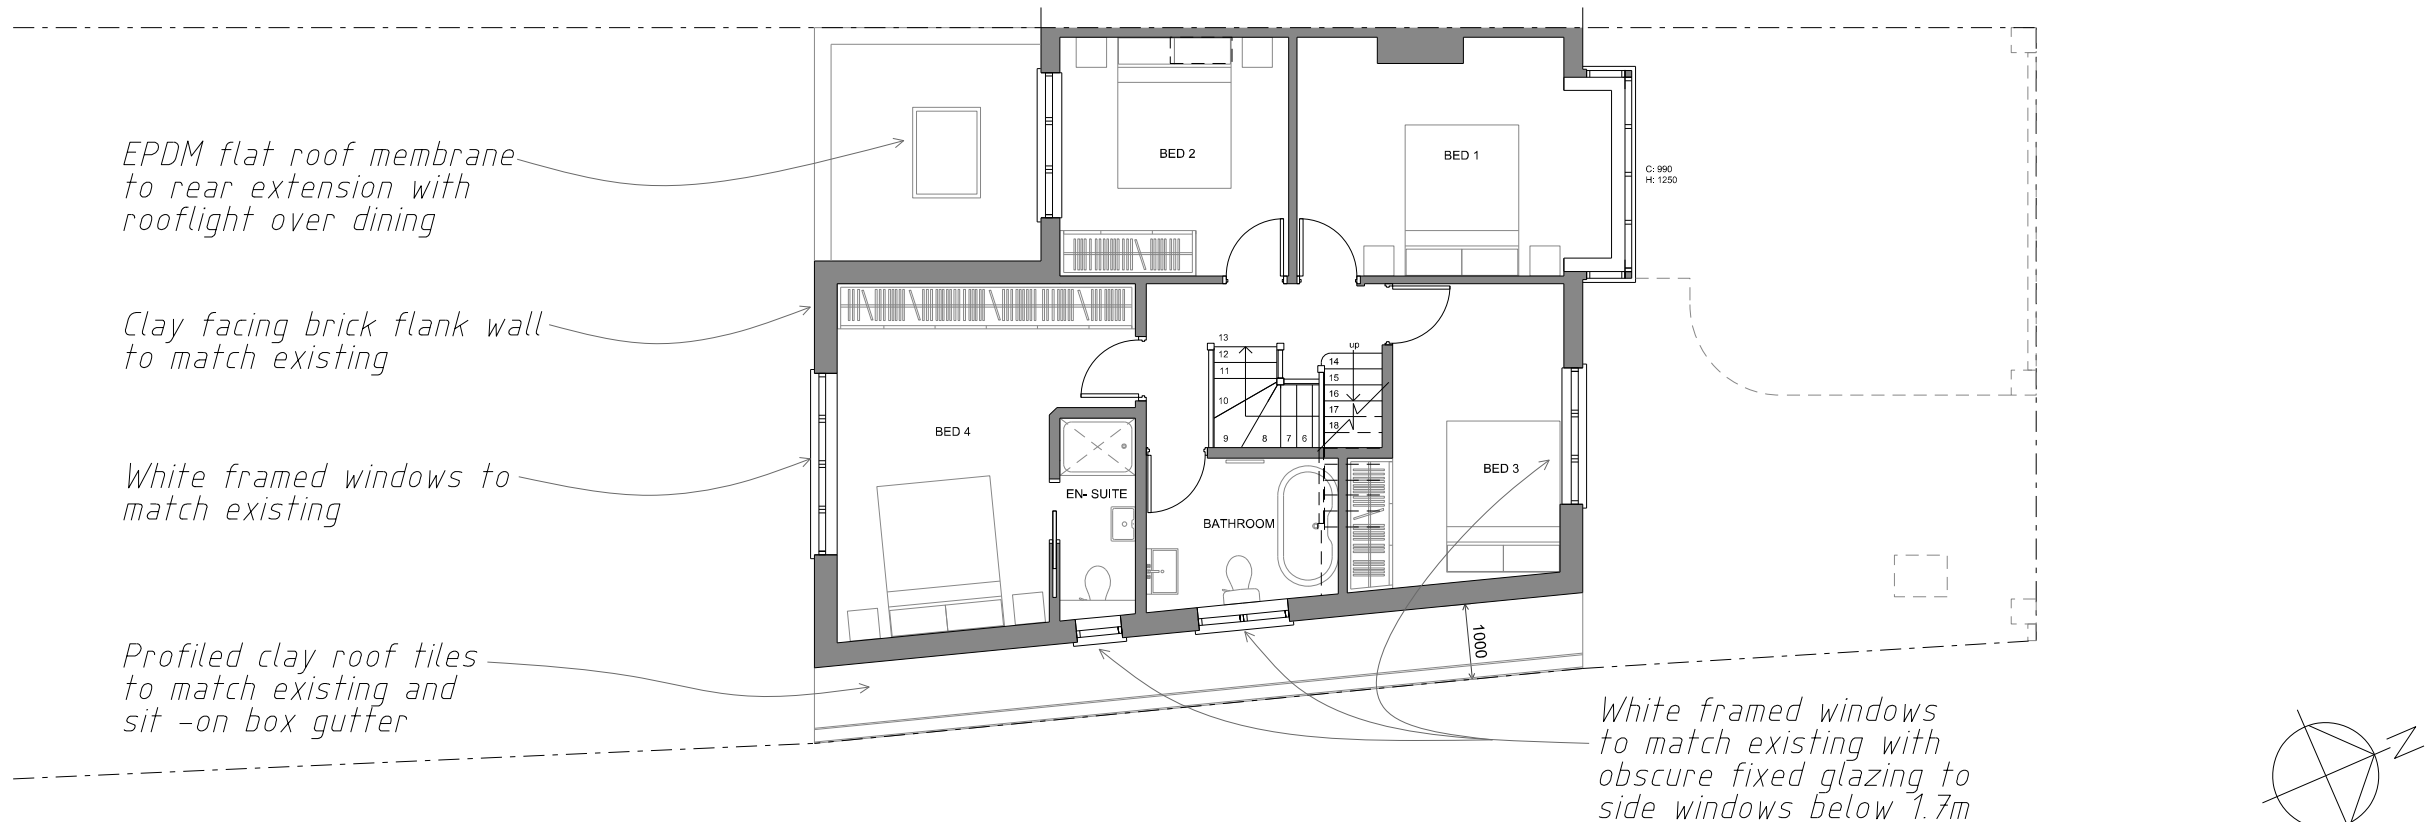 EPDM flat roof membrane
to rear extension with
rooflight over dining
Clay facing brick flank wall
to match existing
White framed windows to
match existing
Profiled clay roof tiles
to match existing and
sit -on box gutter
BED 2
BED 1
C: 990
H: 1250
BED 4
EN- SUITE
BATHROOM
BED 3
13
12
11
10
9
8
7
6
up
14
15
16
17
18
1000
White framed windows
to match existing with
obscure fixed glazing to
side windows below 1.7m
N